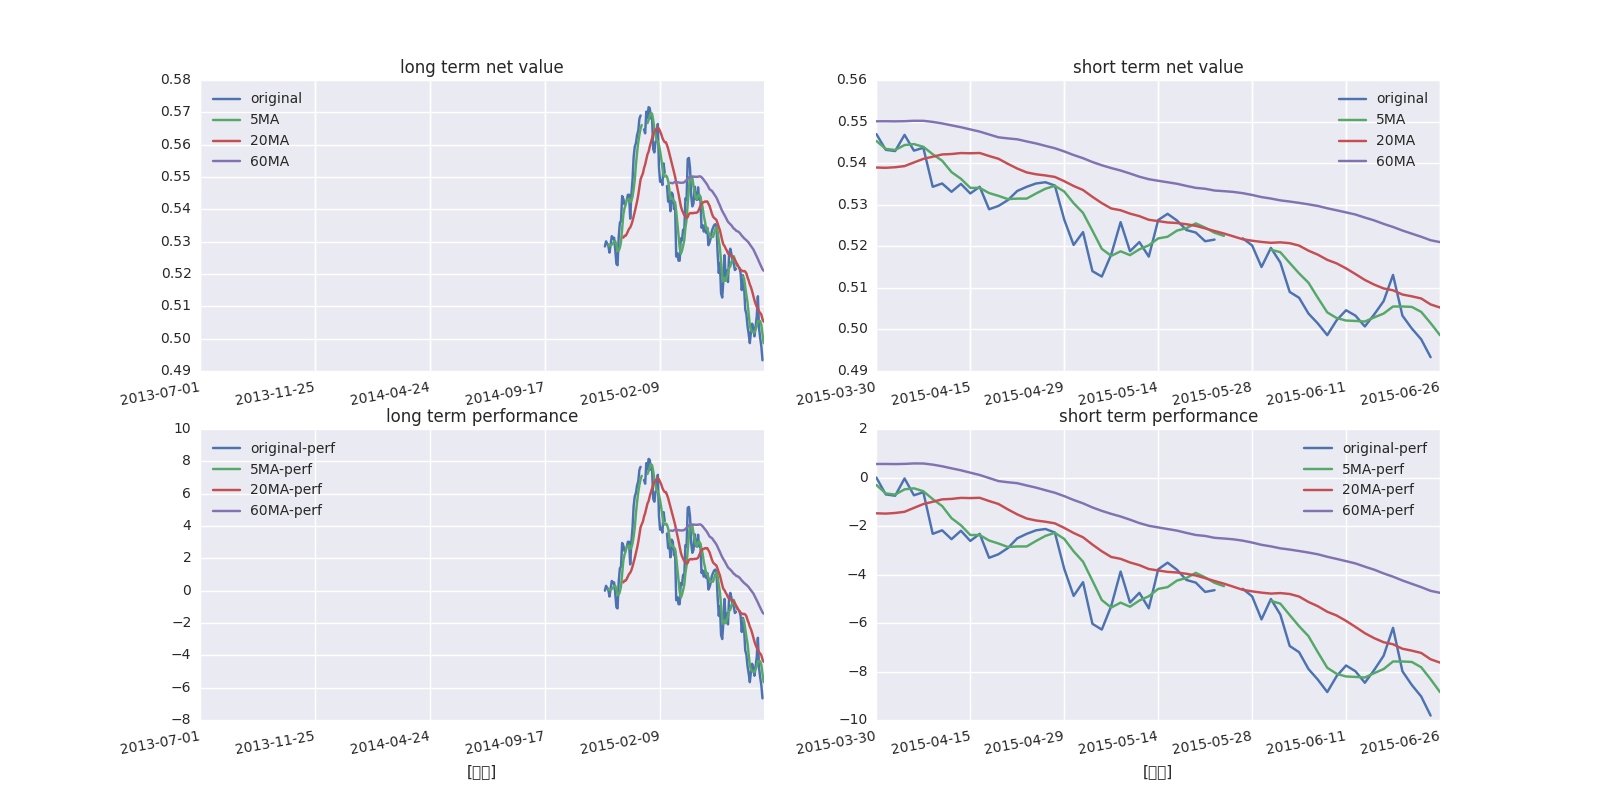 long term net value
0.58
0.57
0.56
0.55
0.54
0.53
0.52
0.51
0.50
0.49
original
5MA
20MA
60MA
2013-07-01
2013-11-25
2014-04-24
2014-09-17
2015-02-09
short term net value
0.56
0.55
0.54
0.53
0.52
0.51
0.50
0.49
original
5MA
20MA
60MA
2015-03-30
2015-04-15
2015-04-29
2015-05-14
2015-05-28
2015-06-11
2015-06-26
long term performance
10
8
6
4
2
0
−2
−4
−6
−8
original-perf
5MA-perf
20MA-perf
60MA-perf
2013-07-01
2013-11-25
2014-04-24
2014-09-17
2015-02-09
short term performance
2
0
−2
−4
−6
−8
−10
original-perf
5MA-perf
20MA-perf
60MA-perf
2015-03-30
2015-04-15
2015-04-29
2015-05-14
2015-05-28
2015-06-11
2015-06-26